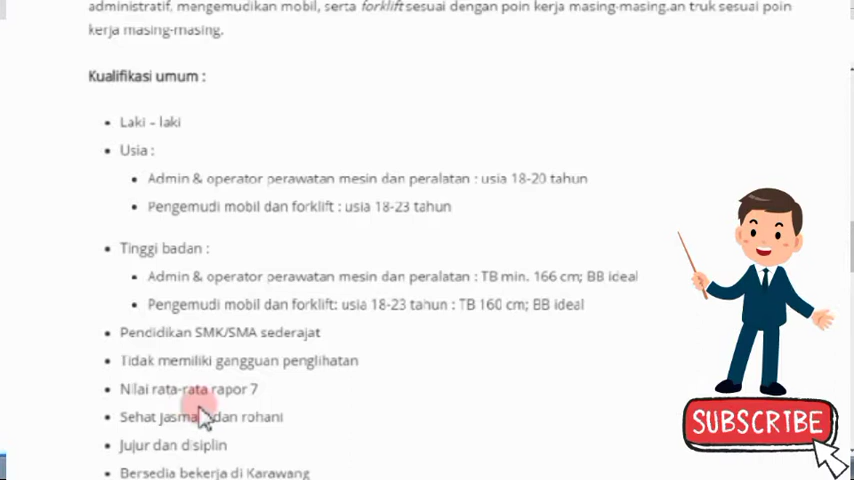 administratif, mengemudikan mobil, serta forklift sesuai dengan poin kerja masing-masing.an truk sesuai poin
kerja masing-masing.
Kualifikasi umum :
Laki - laki
Usia :
Admin & operator perawatan mesin dan peralatan : usia 18-20 tahun
Pengemudi mobil dan forklift : usia 18-23 tahun
Tinggi badan :
Admin & operator perawatan mesin dan peralatan : TB min. 166 cm; BB ideal
Pengemudi mobil dan forklift: usia 18-23 tahun : TB 160 cm; BB ideal
Pendidikan SMK/SMA sederajat
Tidak memiliki gangguan penglihatan
Nilai rata-rata rapor 7
Sehat dan rohani
Jujur dan disiplin
Bersedia bekerja di Karawang
SUBSCRIBE